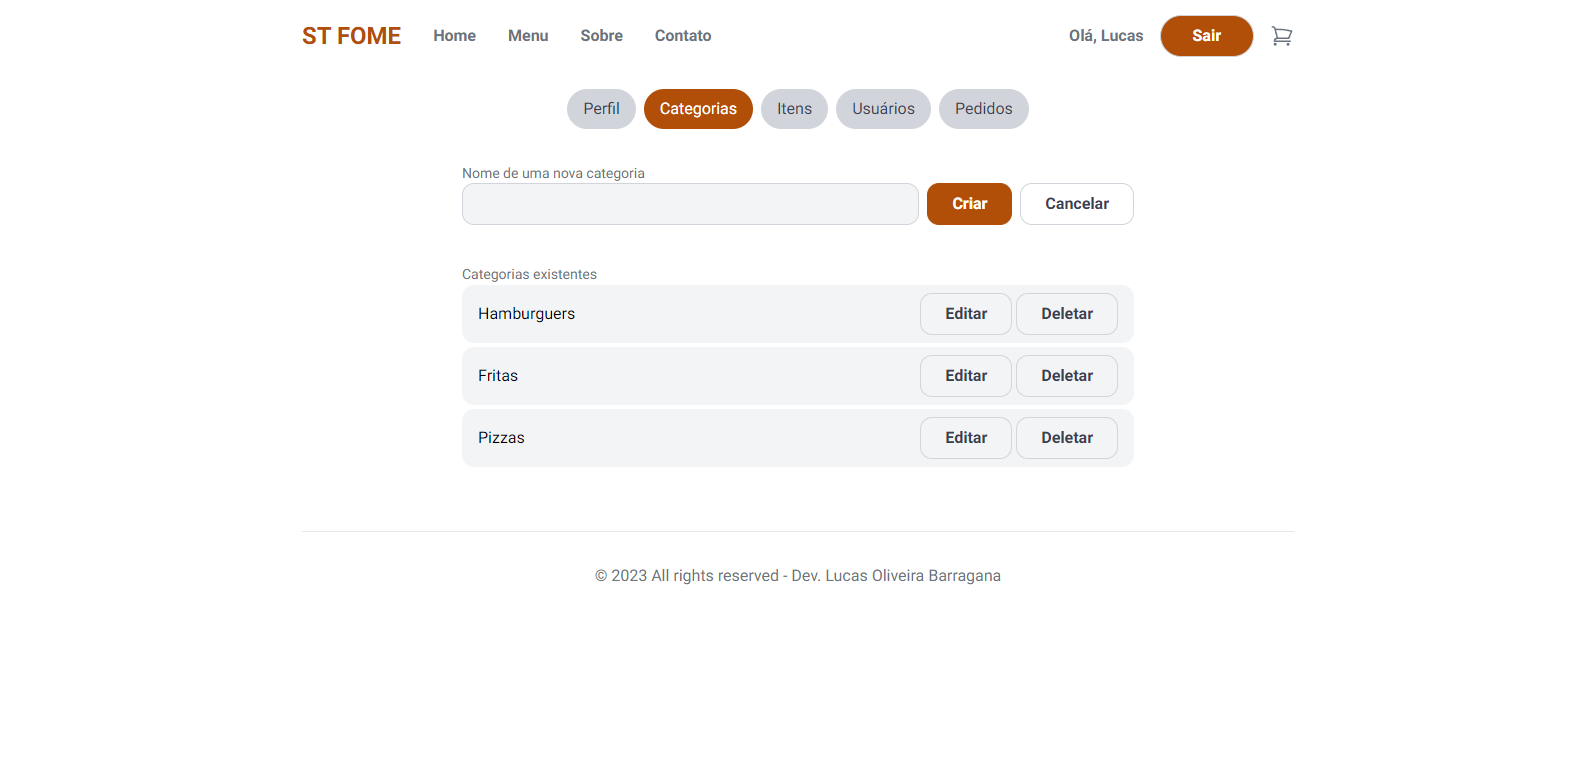 ST FOME Home Menu Sobre Contato Olá, Lucas Sair
Perfil Categorias Itens Usuários Pedidos
Nome de uma nova categoria
Criar Cancelar
Categorias existentes
Hamburguers Editar Deletar
Fritas Editar Deletar
Pizzas Editar Deletar
© 2023 All rights reserved - Dev. Lucas Oliveira Barragana